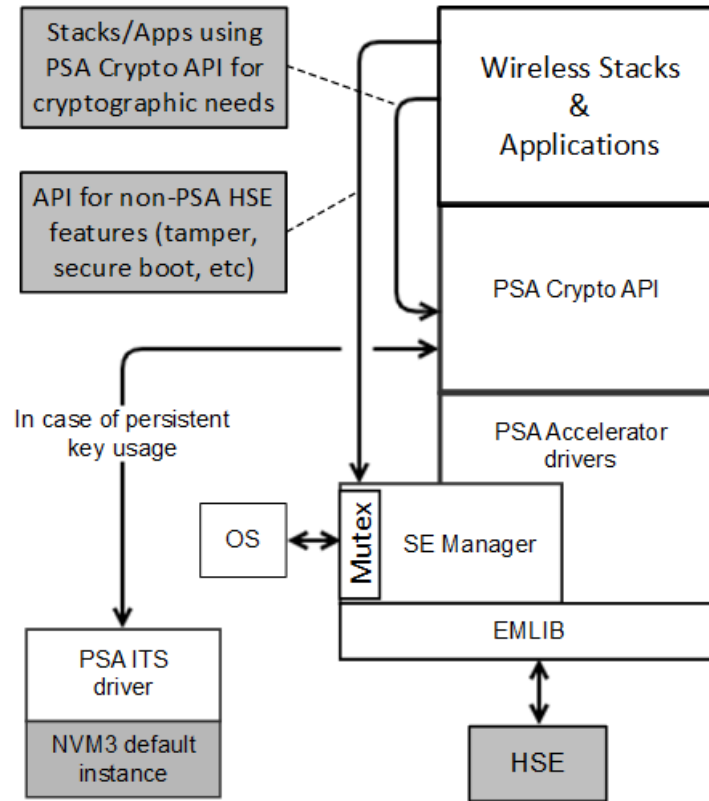 Stacks/Apps using
PSA Crypto API for
cryptographic needs
Wireless Stacks
&
Applications
API for non-PSA HSE
features (tamper,
secure boot, etc)
PSA Crypto API
In case of persistent
key usage
PSA Accelerator
drivers
OS
Mutex
SE Manager
EMLIB
PSA ITS
driver
NVM3 default
instance
HSE